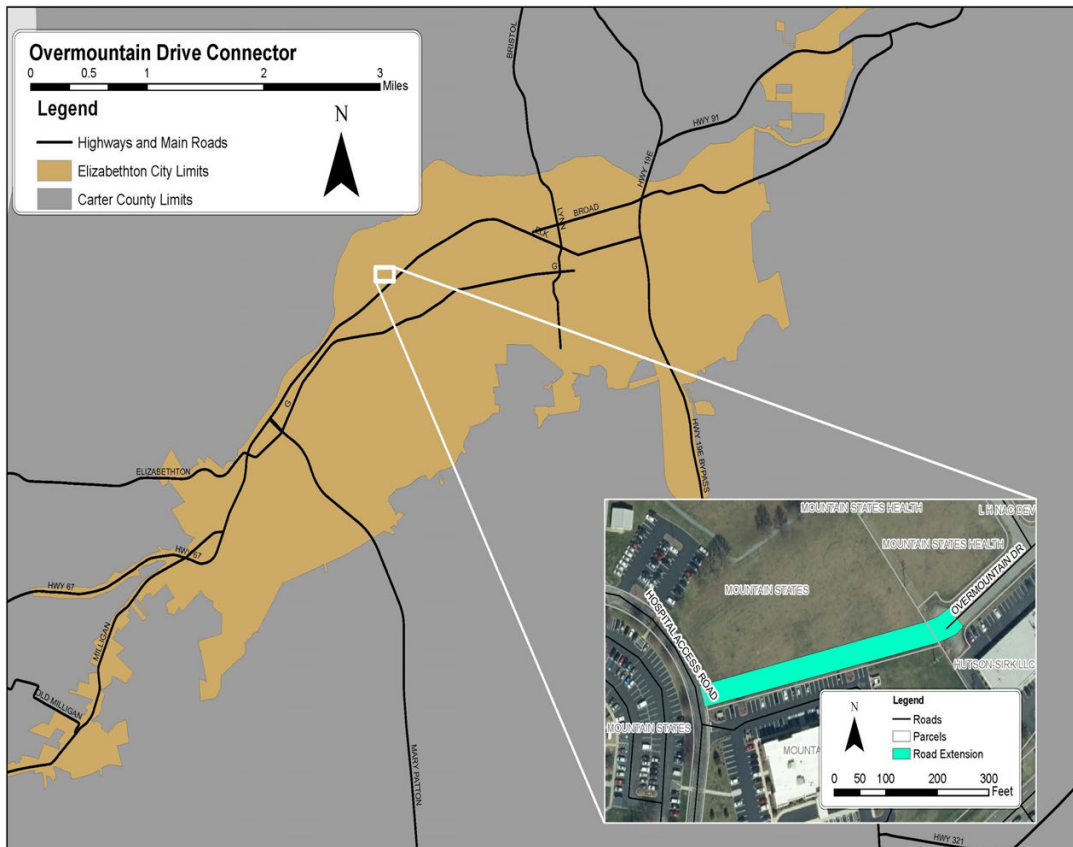 Overmountain Drive Connector
0 0.5 1 2 3
Miles
Legend
N
Highways and Main Roads
Elizabethton City Limits
Carter County Limits
BRISTOL
HWY 91
HWY 19E
LYNN
BROAD
ELK
G
G
ELIZABETHTON
HWY 19E BYPASS
HWY 67
HWY 67
MILLIGAN
OLD MILLIGAN
MARY PATTON
MOUNTAIN STATES HEALTH
L H NAC DEV
MOUNTAIN STATES HEALTH
MOUNTAIN STATES
OVERMOUNTAIN DR
HOSPITAL ACCESS ROAD
HUTSON-SIRK LLC
MOUNTAIN STATES
N
Legend
Roads
Parcels
Road Extension
0 50 100 200 300
Feet
HWY 321